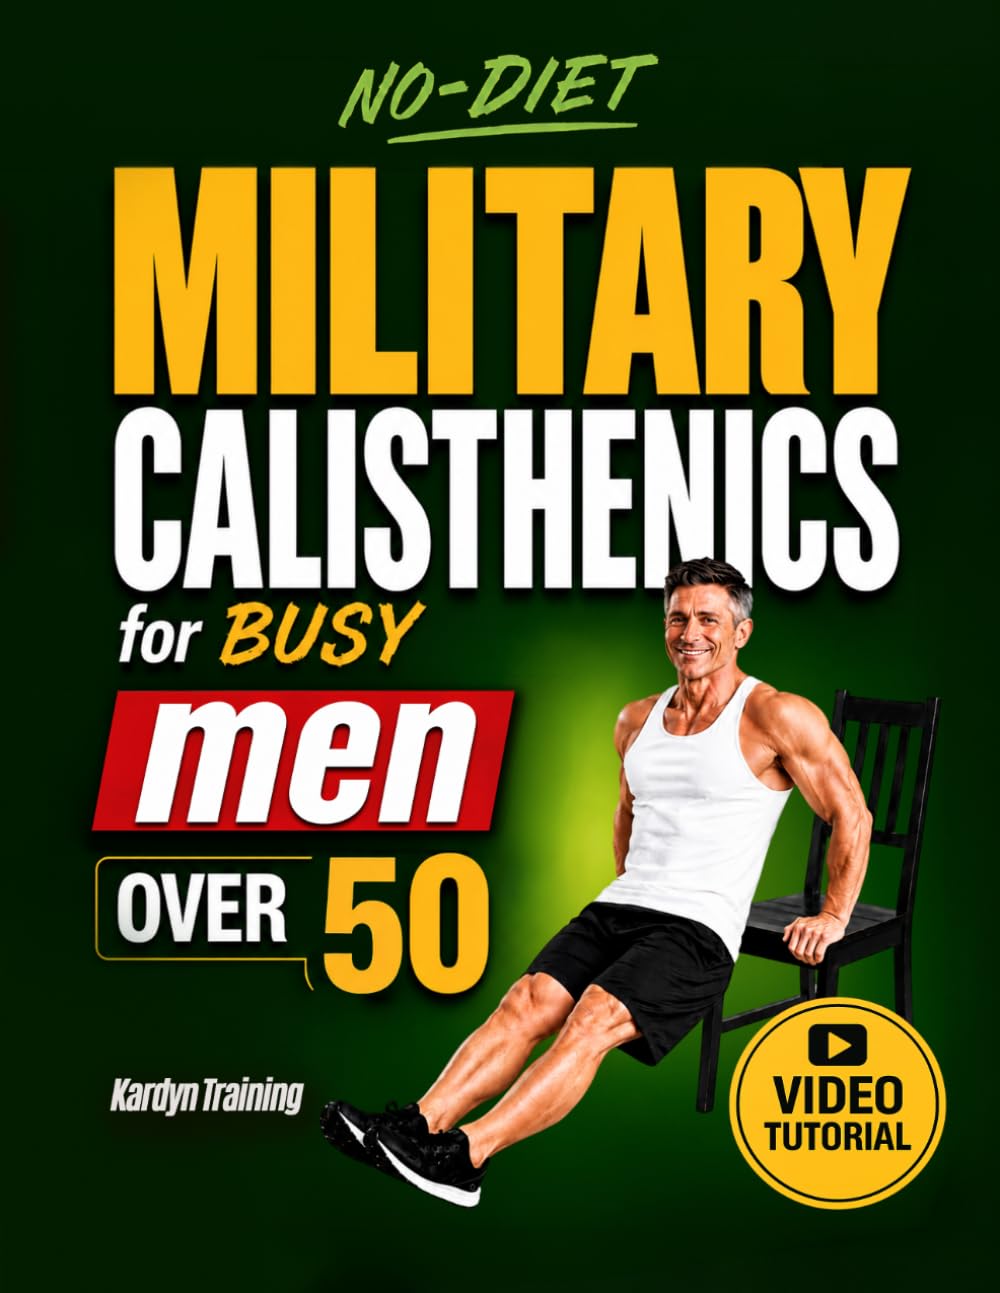 NO-DIET
MILITARY
CALISTHENICS
for BUSY
men
OVER 50
Kardyn Training
VIDEO
TUTORIAL